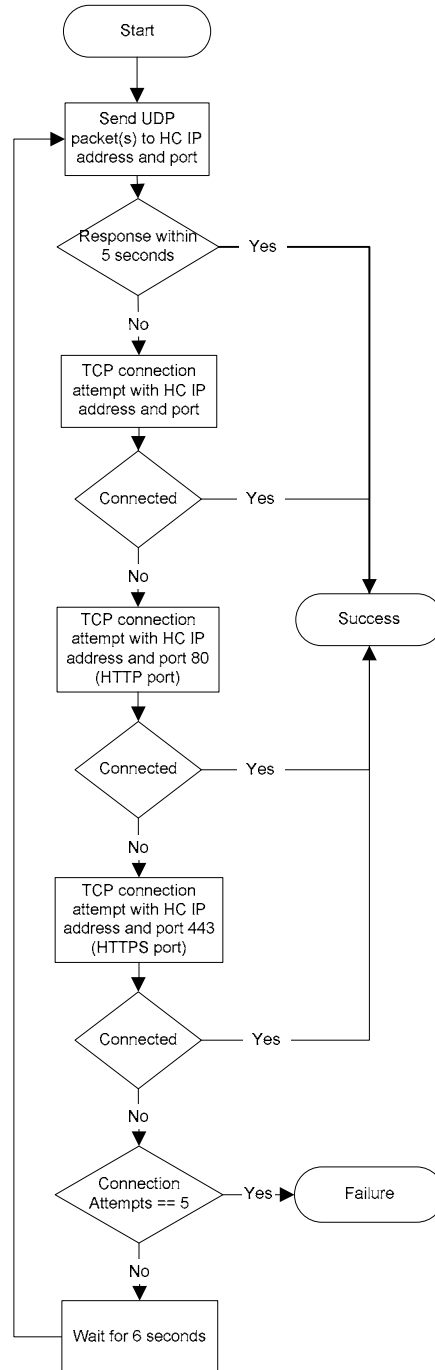 Start
Send UDP
packet(s) to HC IP
address and port
Response within
5 seconds
Yes
No
TCP connection
attempt with HC IP
address and port
Connected
Yes
No
TCP connection
attempt with HC IP
address and port 80
(HTTP port)
Success
Connected
Yes
No
TCP connection
attempt with HC IP
address and port 443
(HTTPS port)
Connected
Yes
No
Connection
Attempts == 5
Yes
Failure
No
Wait for 6 seconds